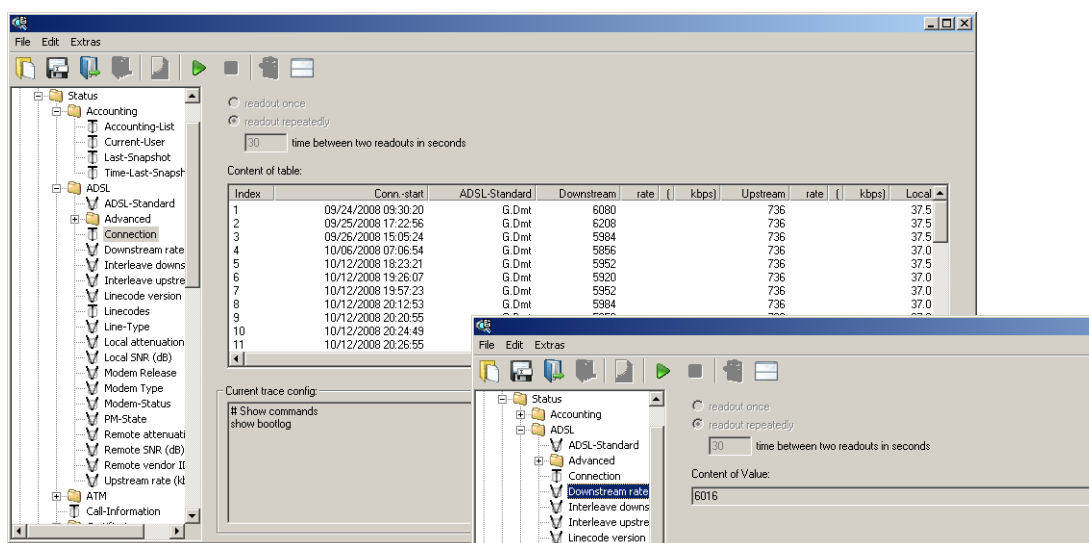 File Edit Extras
Status
Accounting
Accounting-List
Current-User
Last-Snapshot
Time-Last-Snapsh
ADSL
ADSL-Standard
Advanced
Connection
Downstream rate
Interleave downs
Interleave upstre
Linecode version
Linecodes
Line-Type
Local attenuation
Local SNR (dB)
Modem Release
Modem Type
Modem-Status
PM-State
Remote attenuati
Remote SNR (dB)
Remote vendor II
Upstream rate (kl
ATM
Call-Information
readout once
readout repeatedly
30 time between two readouts in seconds
Content of table:
Index Conn.-start ADSL-Standard Downstream rate ( kbps) Upstream rate ( kbps) Local
1 09/24/2008 09:30:20 G.Dmt 6080 736 37.5
2 09/25/2008 17:22:56 G.Dmt 6208 736 37.5
3 09/26/2008 15:05:24 G.Dmt 5984 736 37.5
4 10/06/2008 07:06:54 G.Dmt 5856 736 37.0
5 10/12/2008 18:23:21 G.Dmt 5952 736 37.5
6 10/12/2008 19:26:07 G.Dmt 5920 736 37.0
7 10/12/2008 19:57:23 G.Dmt 5952 736 37.0
8 10/12/2008 20:12:53 G.Dmt 5984 736 37.0
9 10/12/2008 20:20:55
10 10/12/2008 20:24:49
11 10/12/2008 20:26:55
Current trace config:
# Show commands
show bootlog
File Edit Extras
Status
Accounting
ADSL
ADSL-Standard
Advanced
Connection
Downstream rate
Interleave downs
Interleave upstre
Linecode version
readout once
readout repeatedly
30 time between two readouts in seconds
Content of Value:
6016